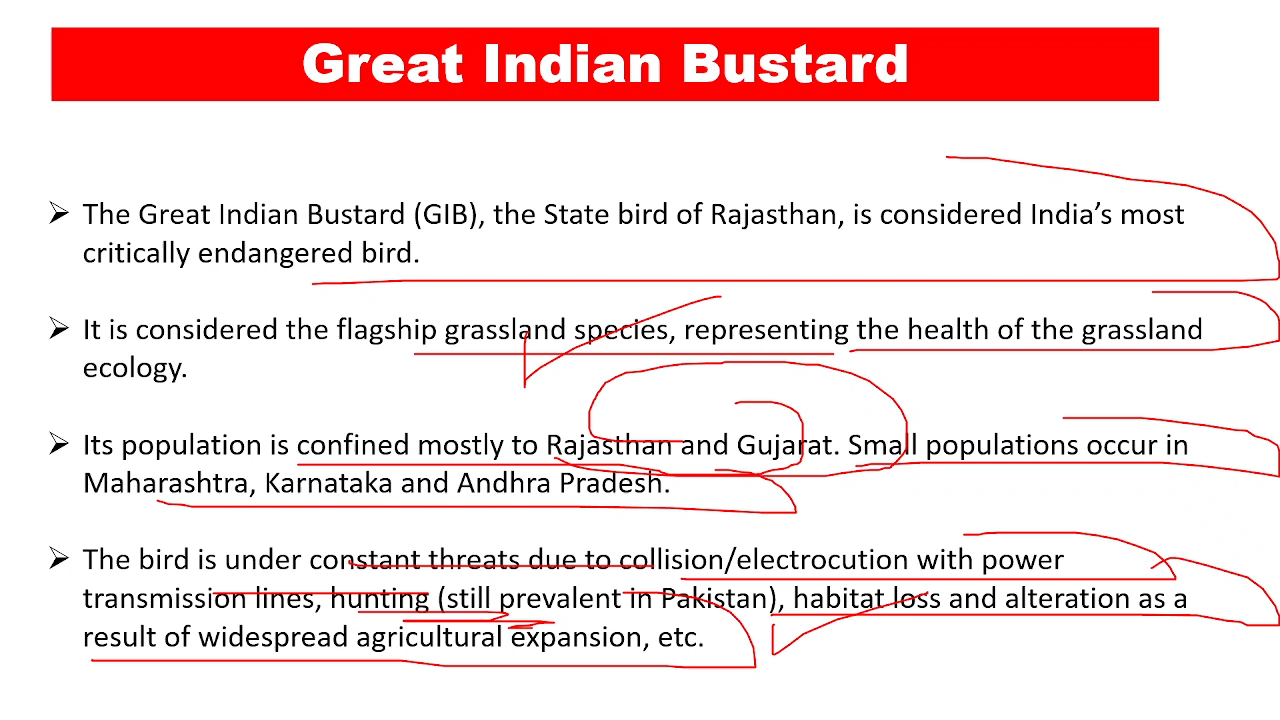 Great Indian Bustard
➢ The Great Indian Bustard (GIB), the State bird of Rajasthan, is considered India’s most
critically endangered bird.
➢ It is considered the flagship grassland species, representing the health of the grassland
ecology.
➢ Its population is confined mostly to Rajasthan and Gujarat. Small populations occur in
Maharashtra, Karnataka and Andhra Pradesh.
➢ The bird is under constant threats due to collision/electrocution with power
transmission lines, hunting (still prevalent in Pakistan), habitat loss and alteration as a
result of widespread agricultural expansion, etc.